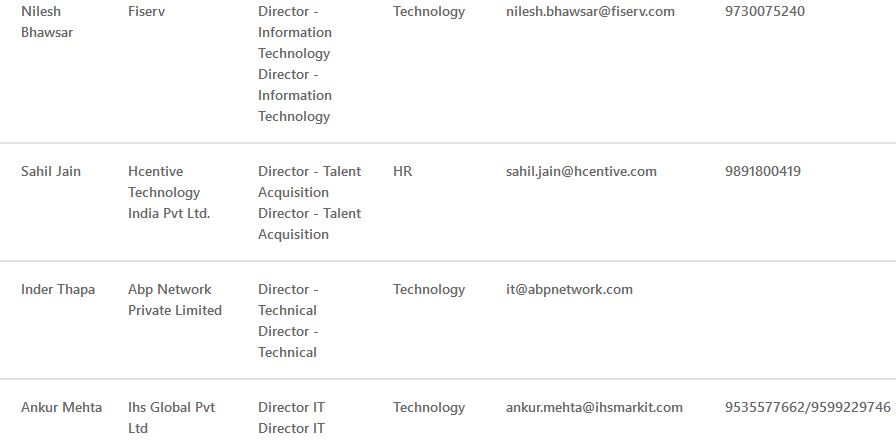 Nilesh Fiserv Director - Technology nilesh.bhawsar@fiserv.com 9730075240
Bhawsar Information
Technology
Director -
Information
Technology
Sahil Jain Hcentive Director - Talent HR sahil.jain@hcentive.com 9891800419
Technology Acquisition
India Pvt Ltd. Director - Talent
Acquisition
Inder Thapa Abp Network Director - Technology it@abpnetwork.com
Private Limited Technical
Director -
Technical
Ankur Mehta Ihs Global Pvt Director IT Technology ankur.mehta@ihsmarkit.com 9535577662/9599229746
Ltd Director IT